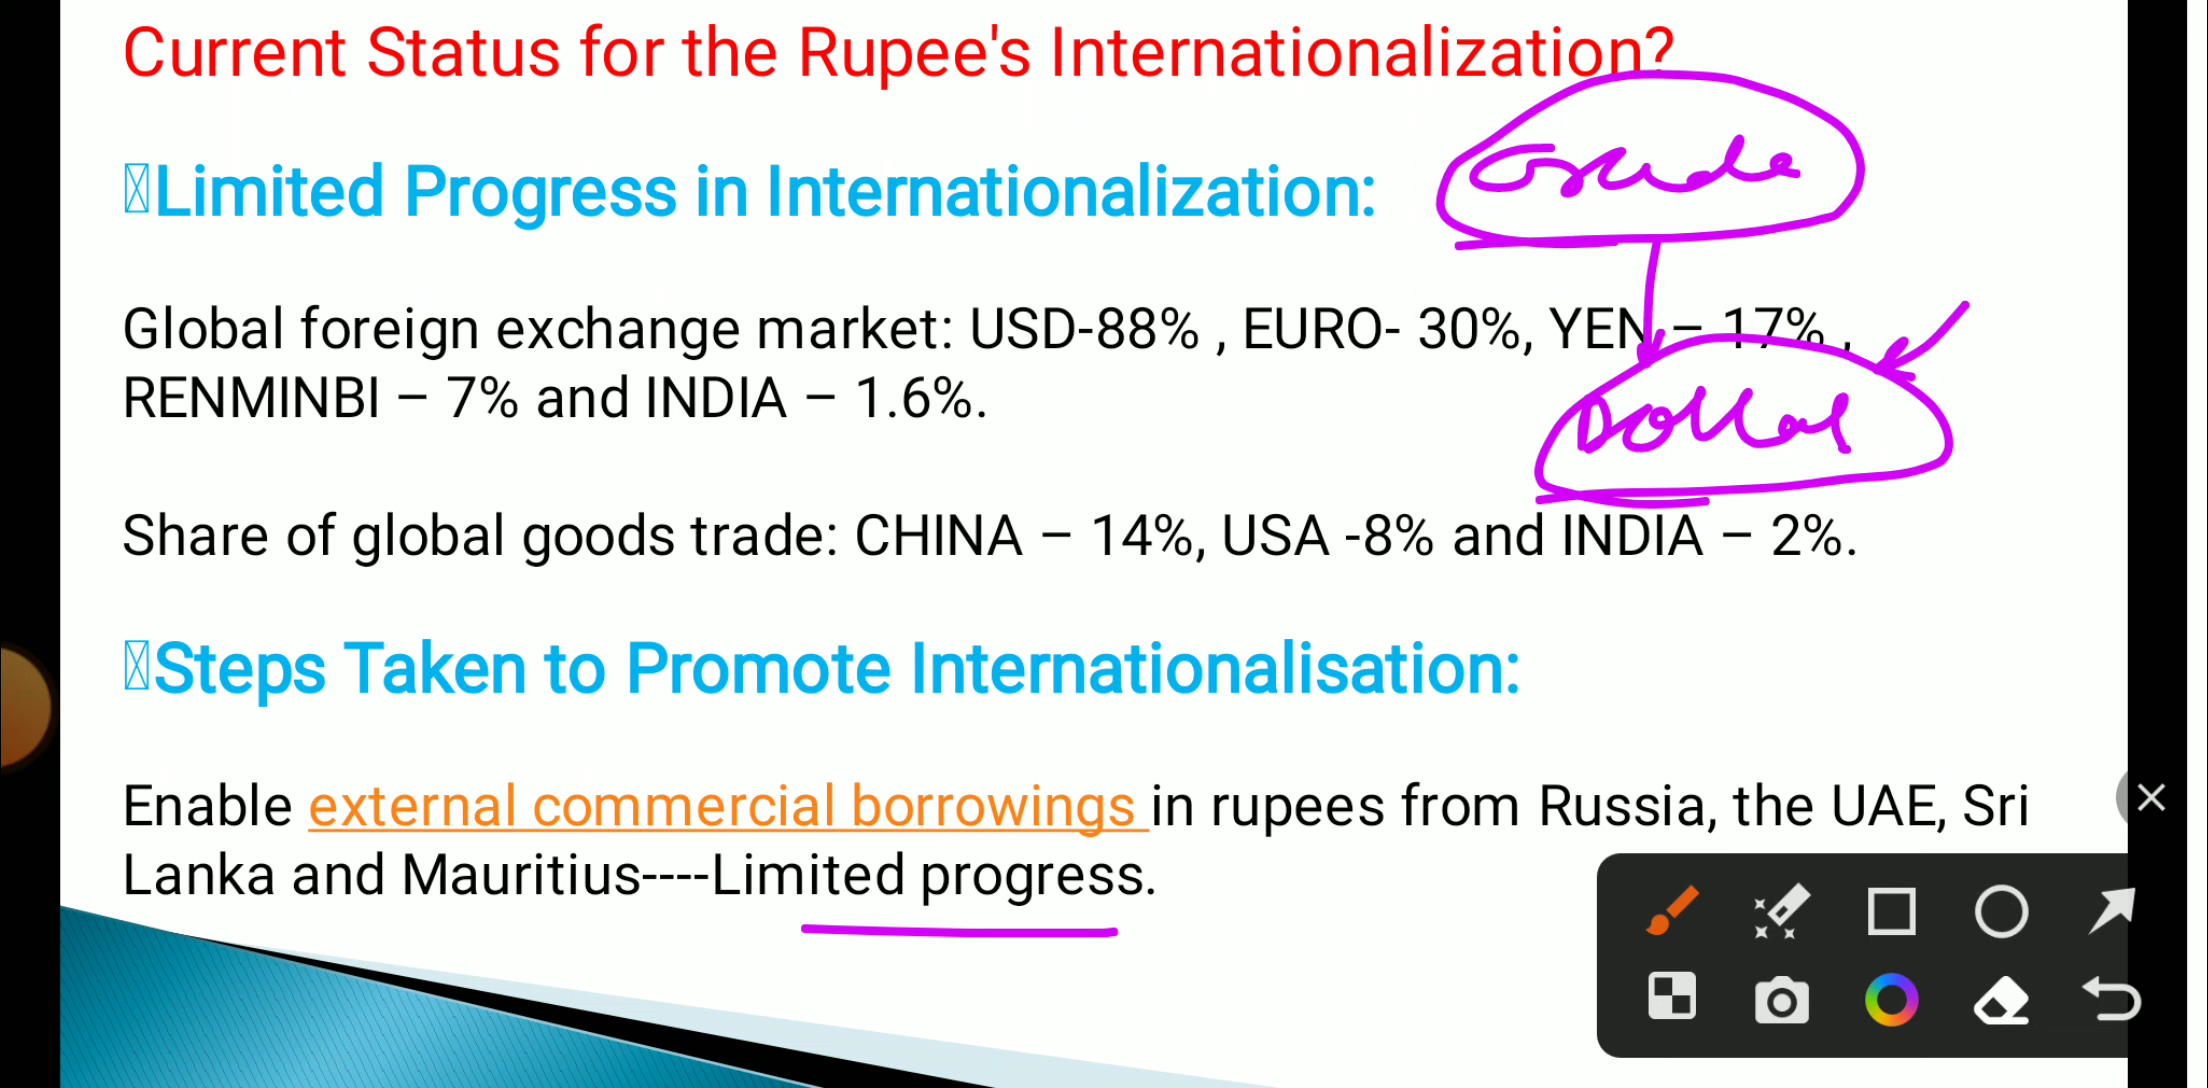 Current Status for the Rupee's Internationalization?
Limited Progress in Internationalization:
Crude
Global foreign exchange market: USD-88% , EURO- 30%, YEN – 17% ,
RENMINBI – 7% and INDIA – 1.6%.
Dollar
Share of global goods trade: CHINA – 14%, USA -8% and INDIA – 2%.
Steps Taken to Promote Internationalisation:
Enable external commercial borrowings in rupees from Russia, the UAE, Sri
Lanka and Mauritius----Limited progress.